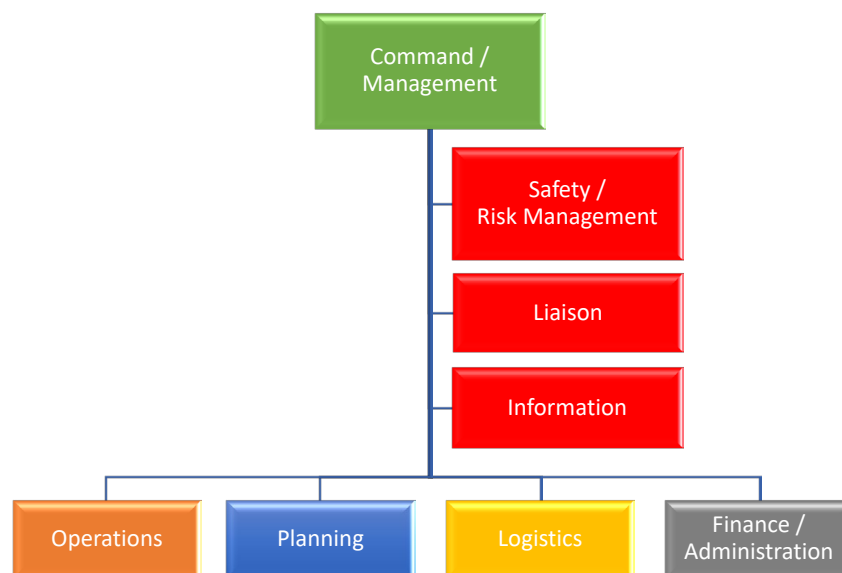 Command /
Management
Safety /
Risk Management
Liaison
Information
Operations
Planning
Logistics
Finance /
Administration